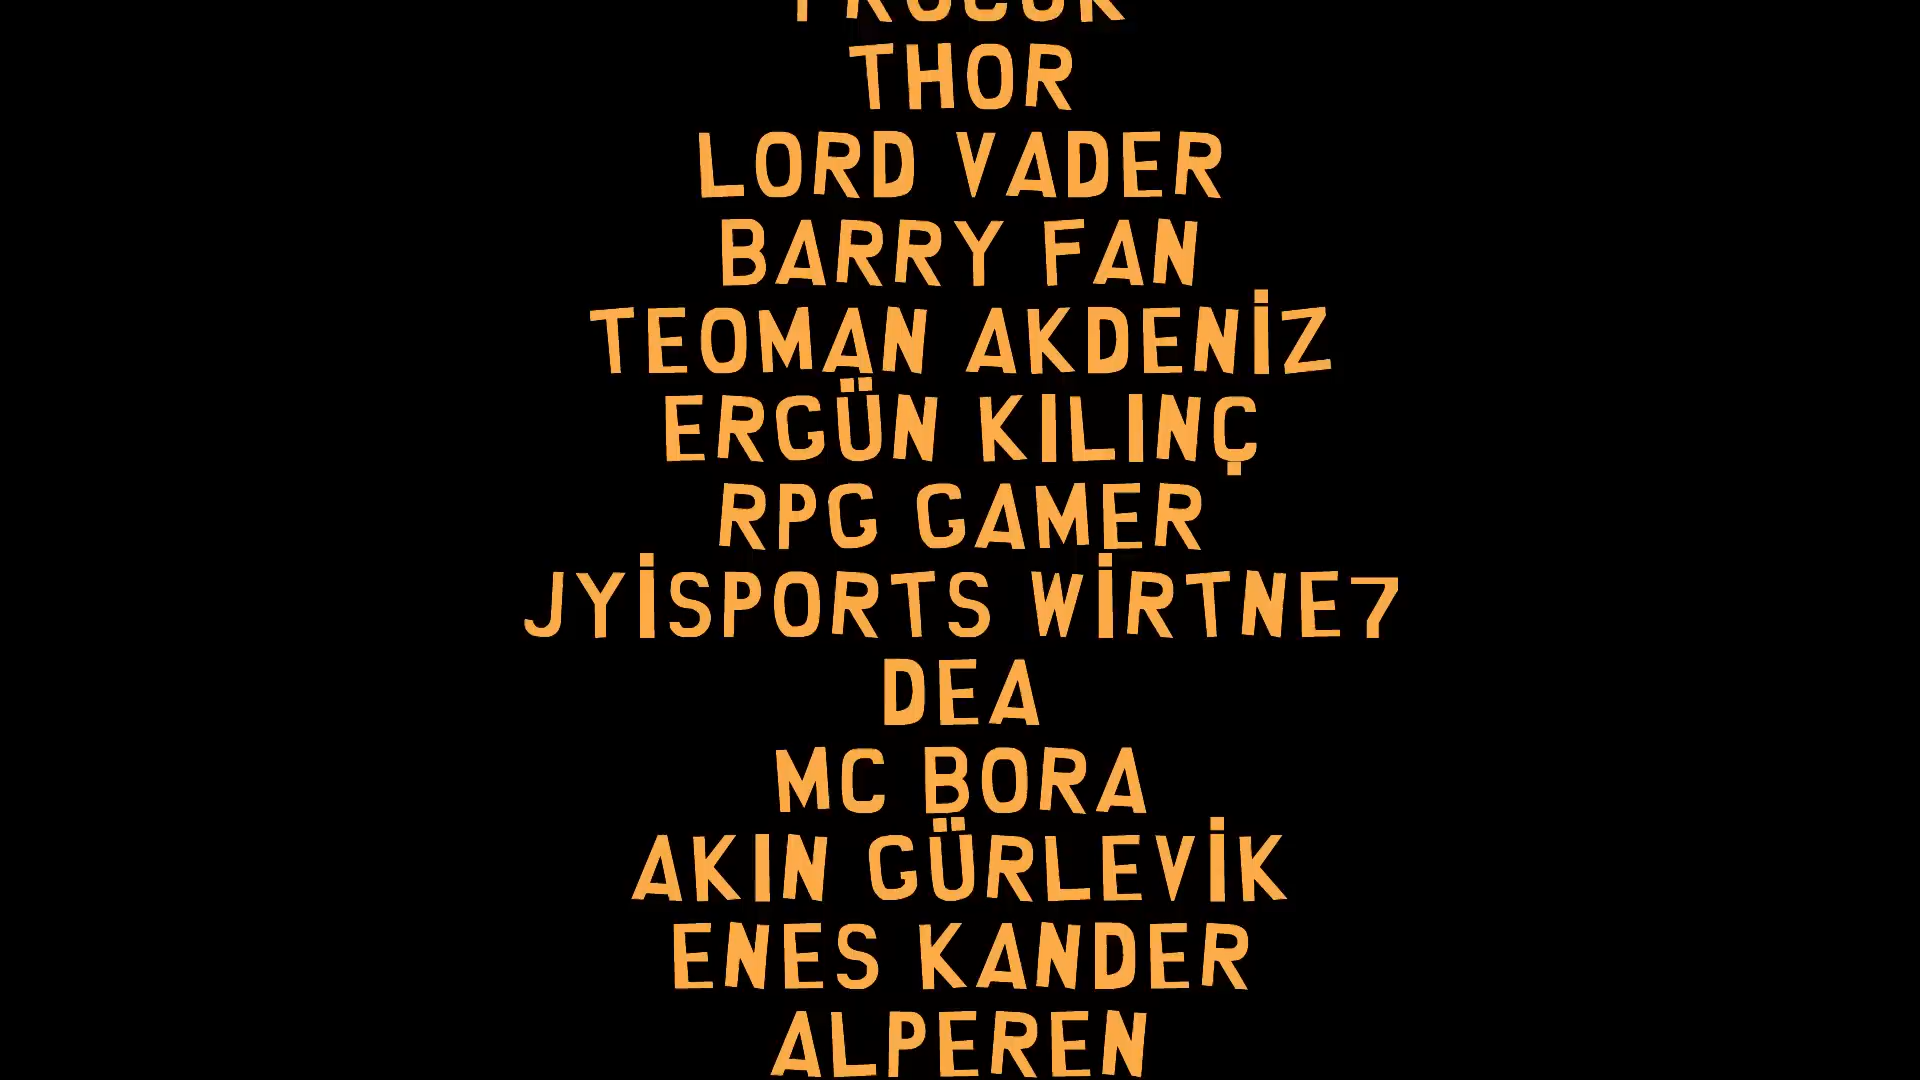 THOR
LORD VADER
BARRY FAN
TEOMAN AKDENİZ
ERGÜN KILINÇ
RPG GAMER
JYİSPORTS WİRTNE7
DEA
MC BORA
AKIN GÜRLEVİK
ENES KANDER
ALPEREN